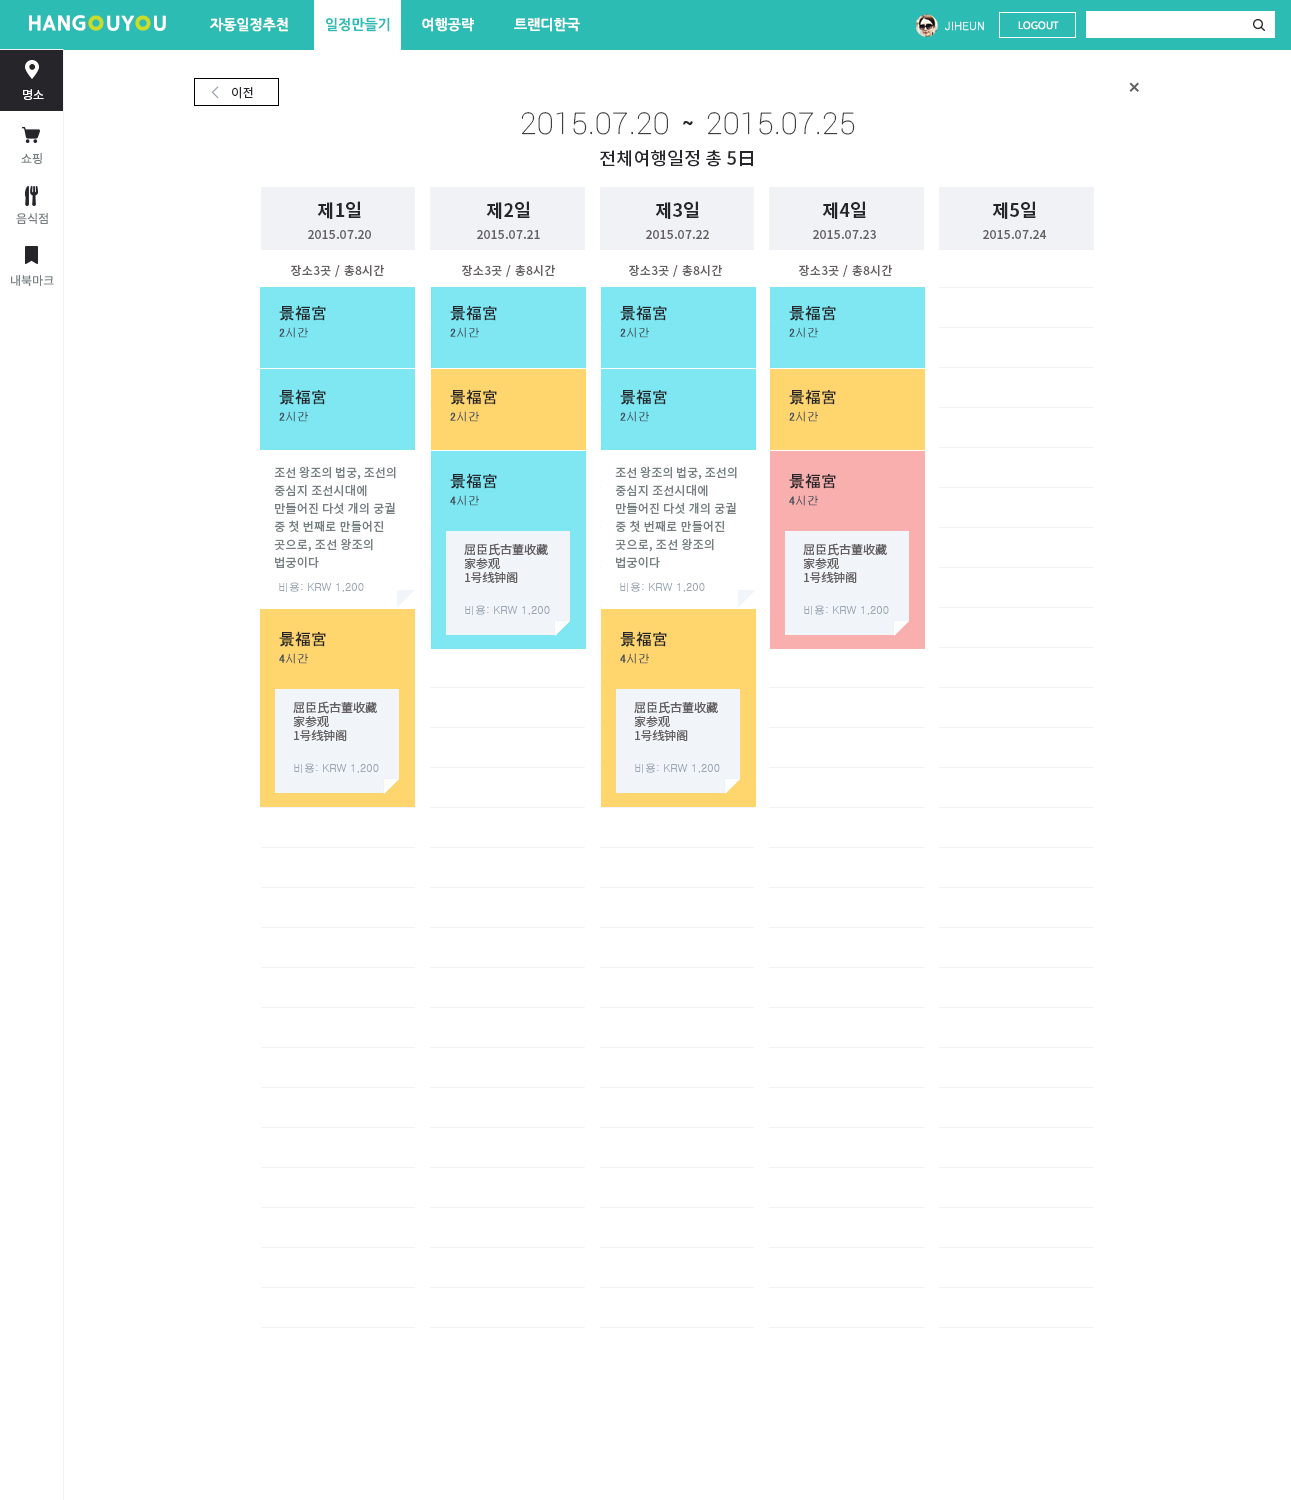 HANGOUYOU
자동일정추천
일정만들기
여행공략
트랜디한국
JIHEUN
LOGOUT
명소
쇼핑
음식점
내북마크
이전
×
2015.07.20 ~ 2015.07.25
전체여행일정 총 5日
제1일
2015.07.20
장소3곳 / 총8시간
景福宮
2시간
景福宮
2시간
조선 왕조의 법궁, 조선의
중심지 조선시대에
만들어진 다섯 개의 궁궐
중 첫 번째로 만들어진
곳으로, 조선 왕조의
법궁이다
비용: KRW 1,200
景福宮
4시간
屈臣氏古董收藏
家参观
1号线钟阁
비용: KRW 1,200
제2일
2015.07.21
장소3곳 / 총8시간
景福宮
2시간
景福宮
2시간
景福宮
4시간
屈臣氏古董收藏
家参观
1号线钟阁
비용: KRW 1,200
제3일
2015.07.22
장소3곳 / 총8시간
景福宮
2시간
景福宮
2시간
조선 왕조의 법궁, 조선의
중심지 조선시대에
만들어진 다섯 개의 궁궐
중 첫 번째로 만들어진
곳으로, 조선 왕조의
법궁이다
비용: KRW 1,200
景福宮
4시간
屈臣氏古董收藏
家参观
1号线钟阁
비용: KRW 1,200
제4일
2015.07.23
장소3곳 / 총8시간
景福宮
2시간
景福宮
2시간
景福宮
4시간
屈臣氏古董收藏
家参观
1号线钟阁
비용: KRW 1,200
제5일
2015.07.24